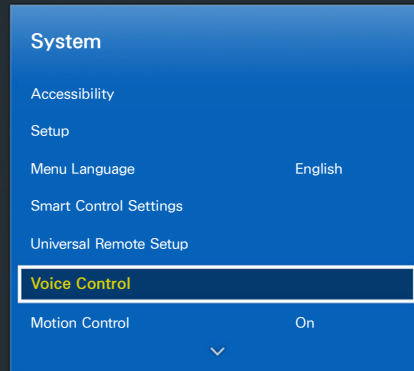 System
Accessibility
Setup
Menu Language English
Smart Control Settings
Universal Remote Setup
Voice Control
Motion Control On